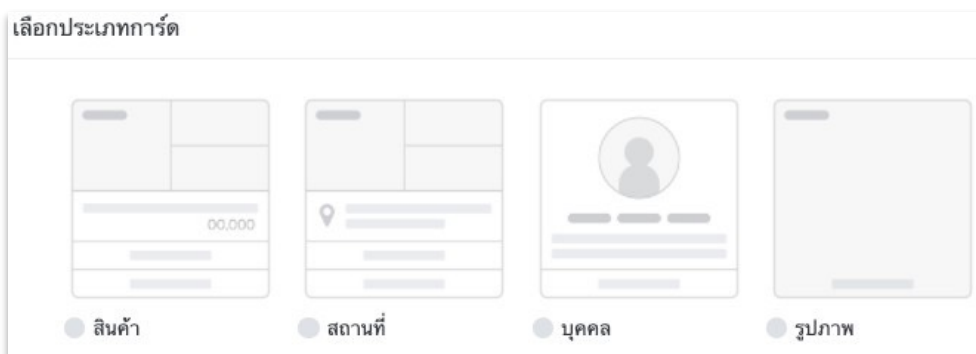 เลือกประเภทการ์ด
00,000
สินค้า
สถานที่
บุคคล
รูปภาพ